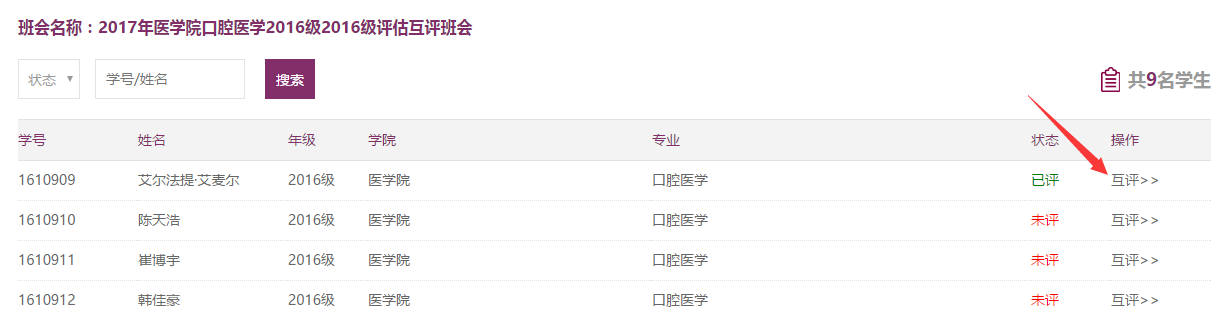 班会名称：2017年医学院口腔医学2016级2016级评估互评班会
状态 学号/姓名 搜索 共9名学生
学号 姓名 年级 学院 专业 状态 操作
1610909 艾尔法提·艾麦尔 2016级 医学院 口腔医学 已评 互评>>
1610910 陈天浩 2016级 医学院 口腔医学 未评 互评>>
1610911 崔博宇 2016级 医学院 口腔医学 未评 互评>>
1610912 韩佳豪 2016级 医学院 口腔医学 未评 互评>>